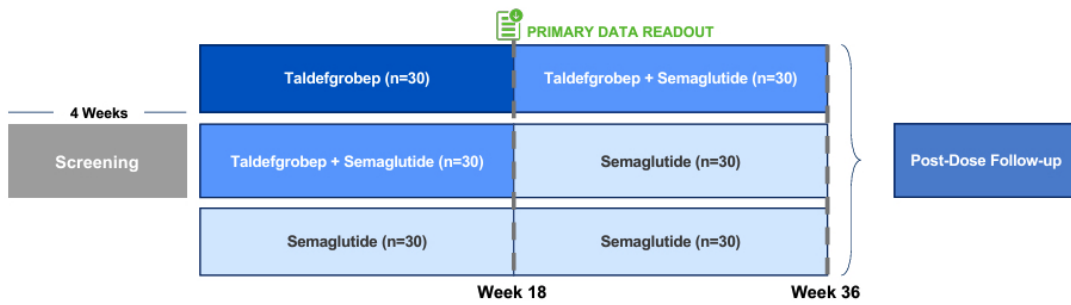 PRIMARY DATA READOUT
Taldefgrobep (n=30)
Taldefgrobep + Semaglutide (n=30)
4 Weeks
Screening
Taldefgrobep + Semaglutide (n=30)
Semaglutide (n=30)
Post-Dose Follow-up
Semaglutide (n=30)
Semaglutide (n=30)
Week 18
Week 36